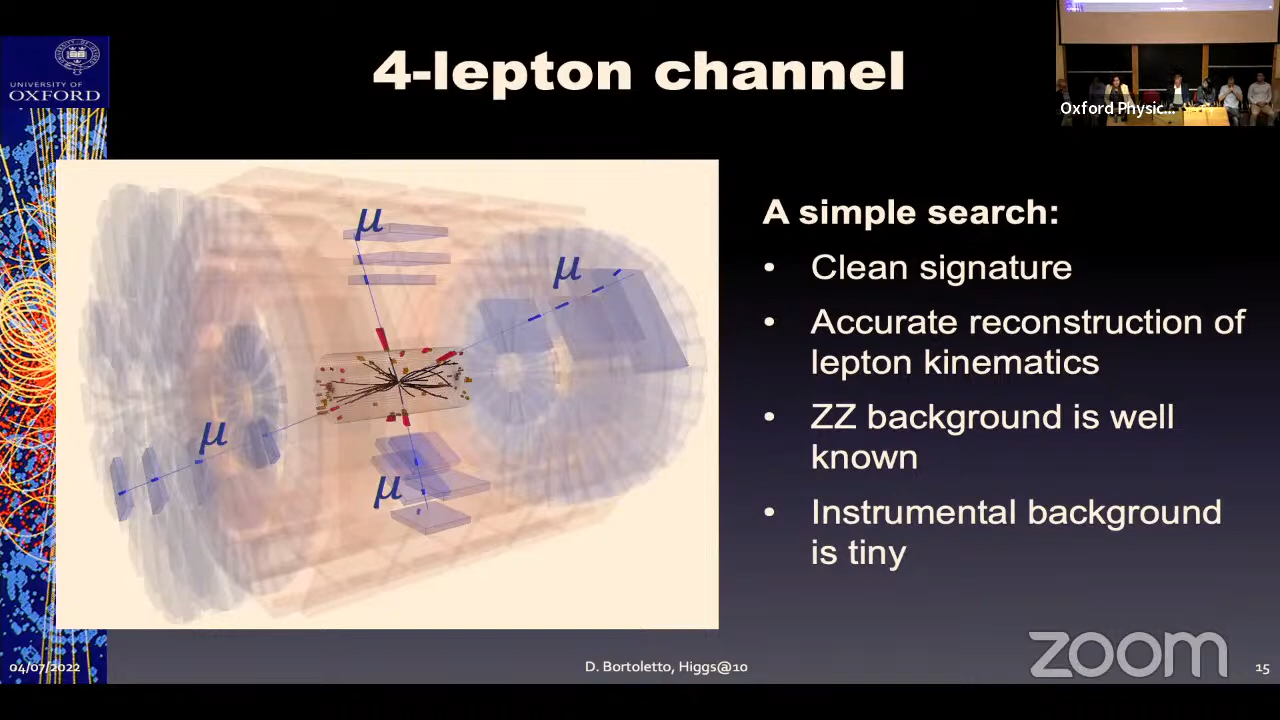 4-lepton channel
UNIVERSITY OF
OXFORD
Oxford Physic...
μ
μ
μ
μ
A simple search:
• Clean signature
• Accurate reconstruction of
lepton kinematics
• ZZ background is well
known
• Instrumental background
is tiny
zoom
04/07/2022
D. Bortoletto, Higgs@10
15